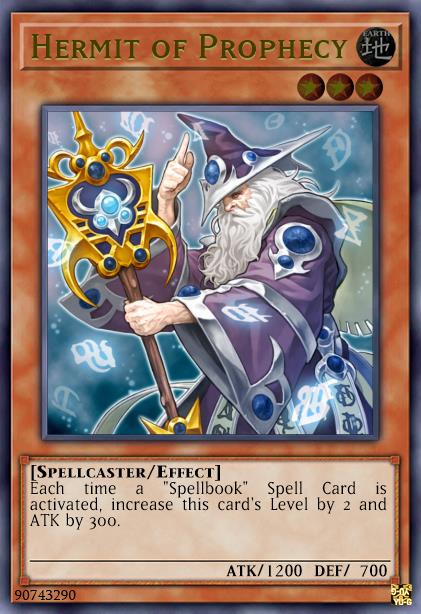 HERMIT OF PROPHECY
EARTH
地
[SPELLCASTER/EFFECT]
Each time a "Spellbook" Spell Card is
activated, increase this card's Level by 2 and
ATK by 300.
ATK/1200 DEF/ 700
90743290